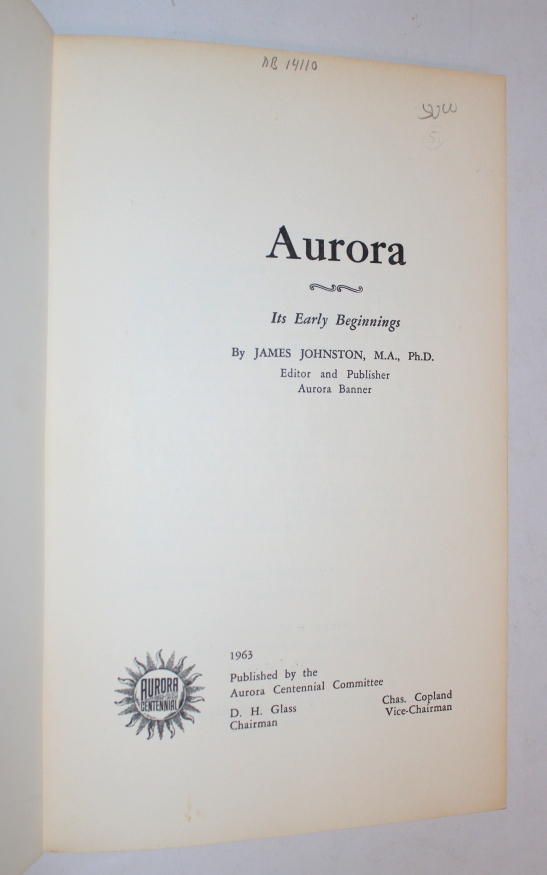 DB 14110
Aurora
Its Early Beginnings
By JAMES JOHNSTON, M.A., Ph.D.
Editor and Publisher
Aurora Banner
AURORA
CENTENNIAL
1963
Published by the
Aurora Centennial Committee
D. H. Glass
Chairman
Chas. Copland
Vice-Chairman